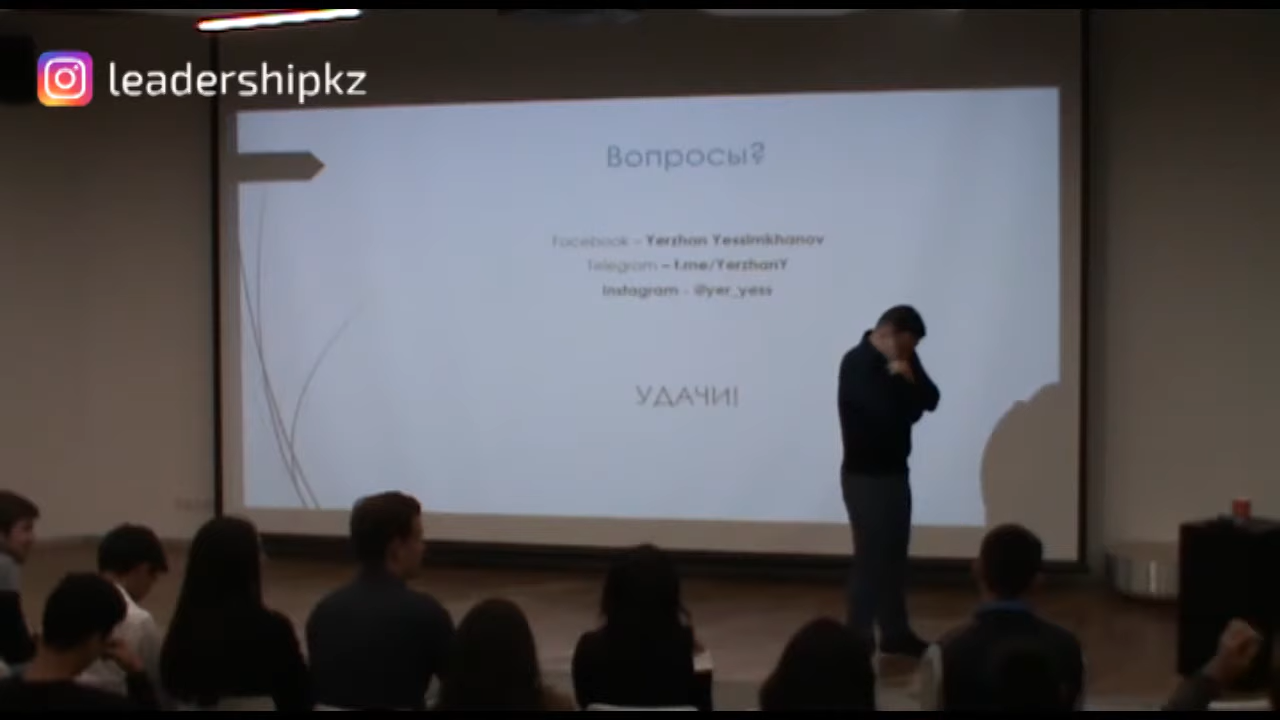 leadershipkz
Вопросы?
Facebook – Yerzhan Yessimkhanov
Telegram – t.me/YerzhanY
Instagram - @yer_yess
УДАЧИ!